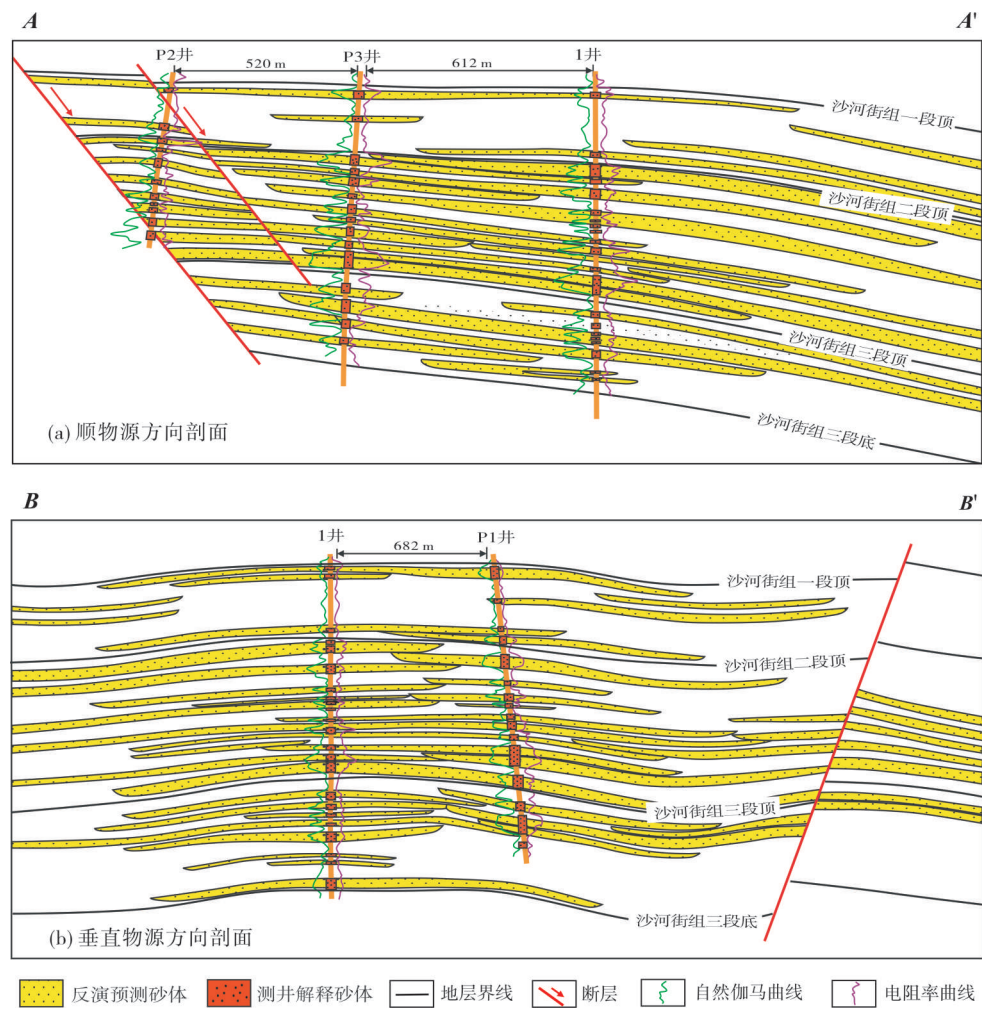 A A'
P2井 P3井 1井
520 m 612 m
沙河街组一段顶
沙河街组二段顶
沙河街组三段顶
沙河街组三段底
(a) 顺物源方向剖面
B B'
1井 P1井
682 m
沙河街组一段顶
沙河街组二段顶
沙河街组三段顶
沙河街组三段底
(b) 垂直物源方向剖面
反演预测砂体 测井解释砂体 地层界线 断层 自然伽马曲线 电阻率曲线